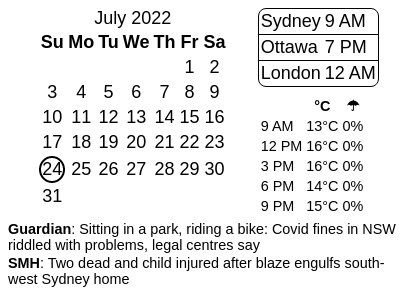 July 2022
Su Mo Tu We Th Fr Sa
1 2
3 4 5 6 7 8 9
10 11 12 13 14 15 16
17 18 19 20 21 22 23
24 25 26 27 28 29 30
31
Sydney 9 AM
Ottawa 7 PM
London 12 AM
°C ☂
9 AM 13°C 0%
12 PM 16°C 0%
3 PM 16°C 0%
6 PM 14°C 0%
9 PM 15°C 0%
Guardian: Sitting in a park, riding a bike: Covid fines in NSW
riddled with problems, legal centres say
SMH: Two dead and child injured after blaze engulfs south-
west Sydney home